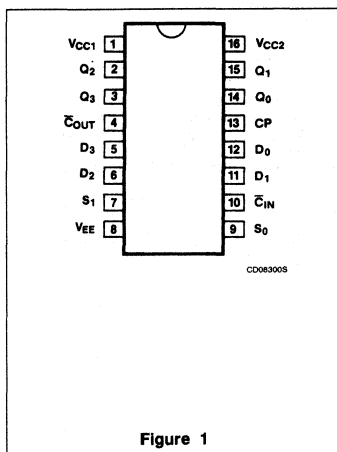 VCC1 1 16 VCC2
Q2 2 15 Q1
Q3 3 14 Q0
C̅OUT 4 13 CP
D3 5 12 D0
D2 6 11 D1
S1 7 10 C̅IN
VEE 8 9 S0
CD08300S
Figure 1